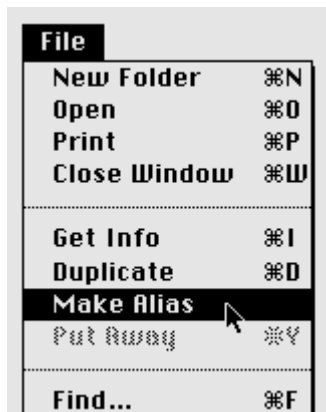 File
New Folder ⌘N
Open ⌘O
Print ⌘P
Close Window ⌘W
Get Info ⌘I
Duplicate ⌘D
Make Alias
Put Away ⌘Y
Find... ⌘F